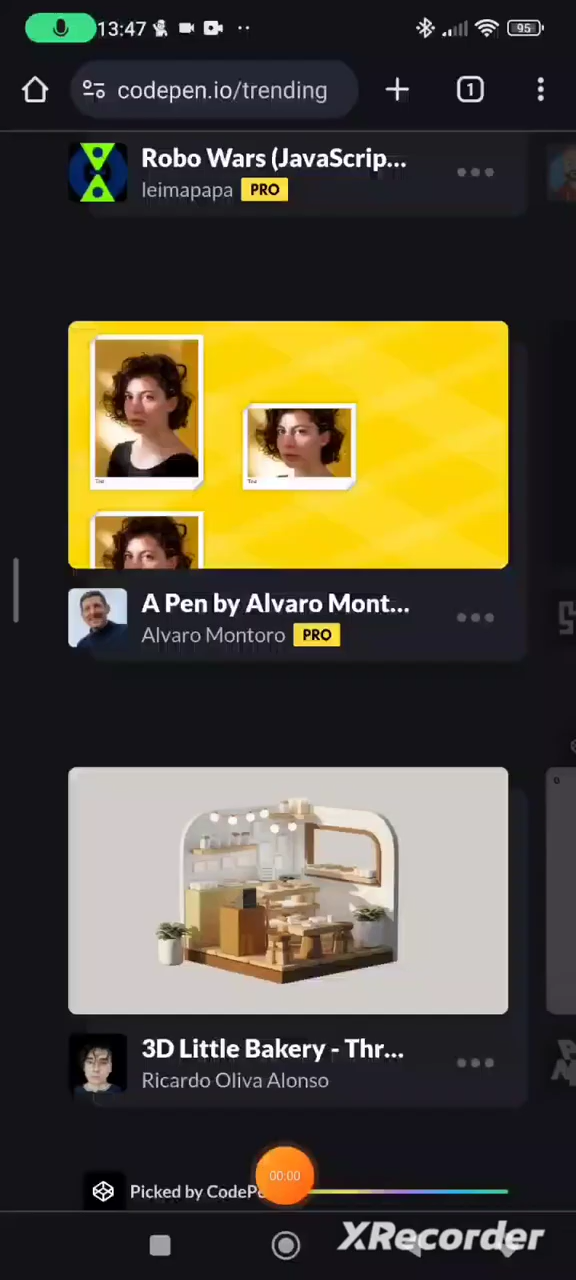 13:47
95
codepen.io/trending
1
Robo Wars (JavaScrip...
leimapapa PRO
A Pen by Alvaro Mont...
Alvaro Montoro PRO
3D Little Bakery - Thr...
Ricardo Oliva Alonso
Picked by CodePe
00:00
XRecorder